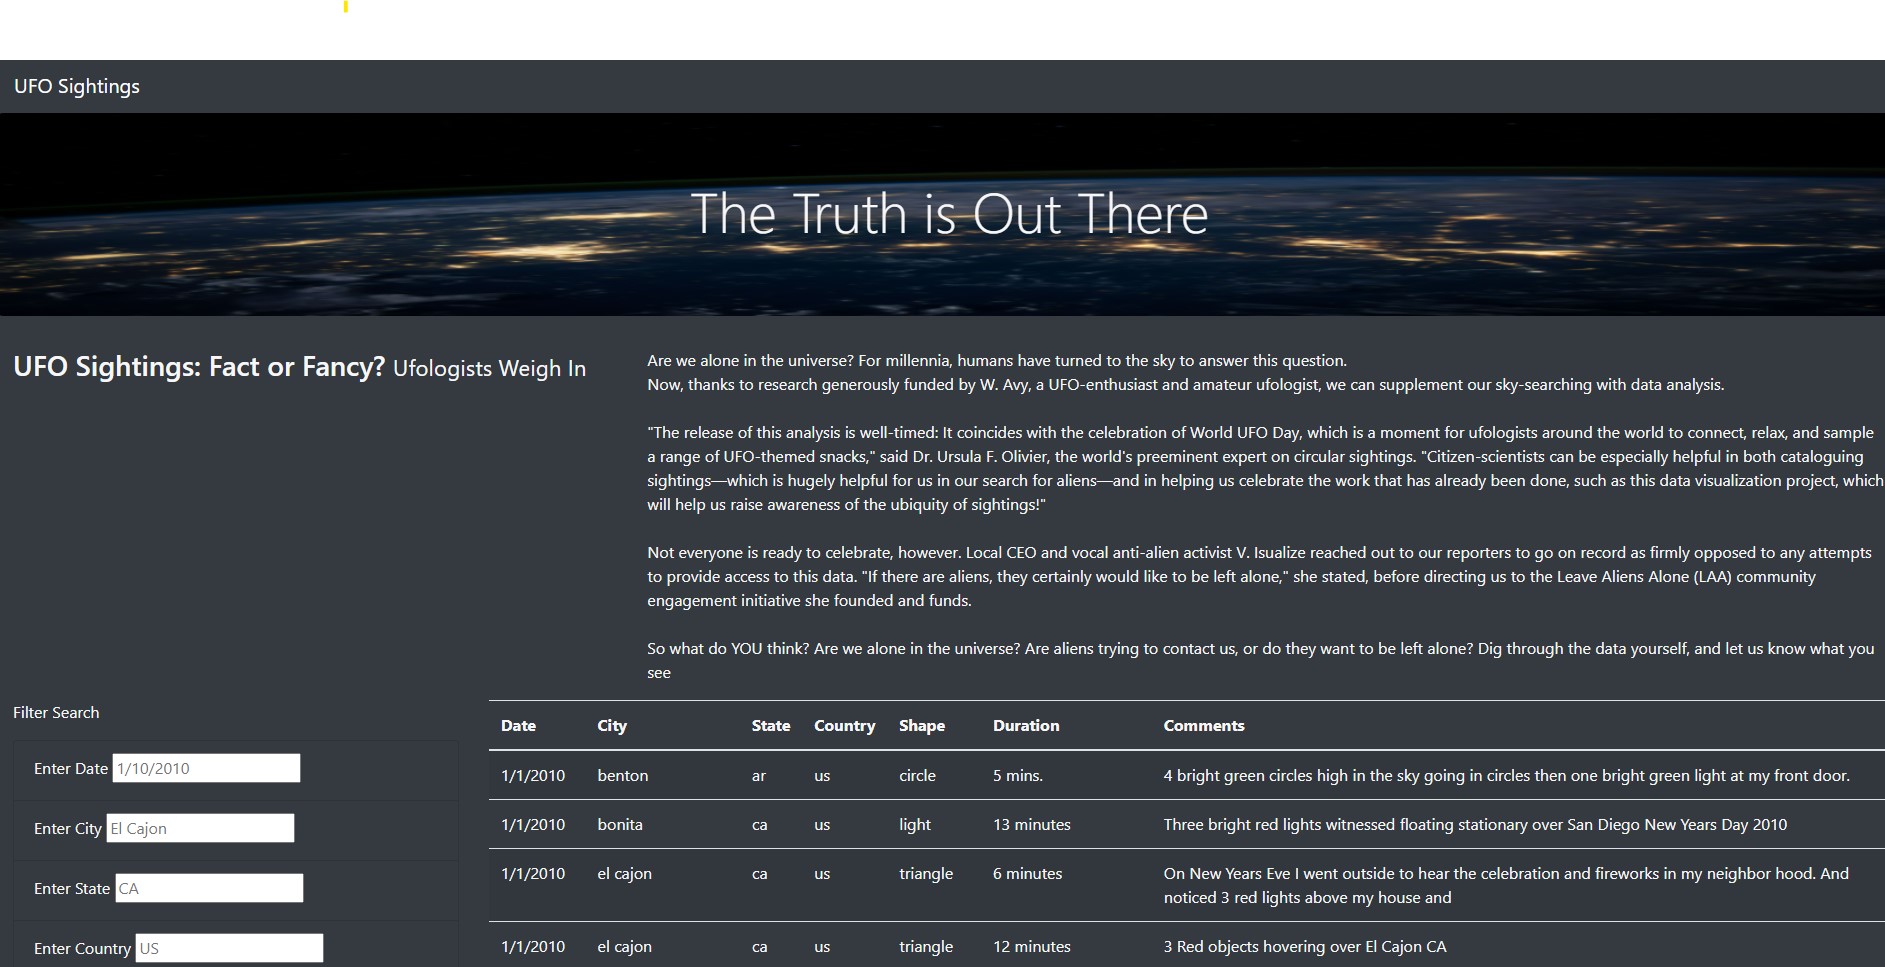 UFO Sightings
The Truth is Out There
UFO Sightings: Fact or Fancy? Ufologists Weigh In
Are we alone in the universe? For millennia, humans have turned to the sky to answer this question.
Now, thanks to research generously funded by W. Avy, a UFO-enthusiast and amateur ufologist, we can supplement our sky-searching with data analysis.
"The release of this analysis is well-timed: It coincides with the celebration of World UFO Day, which is a moment for ufologists around the world to connect, relax, and sample
a range of UFO-themed snacks," said Dr. Ursula F. Olivier, the world's preeminent expert on circular sightings. "Citizen-scientists can be especially helpful in both cataloguing
sightings—which is hugely helpful for us in our search for aliens—and in helping us celebrate the work that has already been done, such as this data visualization project, which
will help us raise awareness of the ubiquity of sightings!"
Not everyone is ready to celebrate, however. Local CEO and vocal anti-alien activist V. Isualize reached out to our reporters to go on record as firmly opposed to any attempts
to provide access to this data. "If there are aliens, they certainly would like to be left alone," she stated, before directing us to the Leave Aliens Alone (LAA) community
engagement initiative she founded and funds.
So what do YOU think? Are we alone in the universe? Are aliens trying to contact us, or do they want to be left alone? Dig through the data yourself, and let us know what you
see
Filter Search
Enter Date 1/10/2010
Enter City El Cajon
Enter State CA
Enter Country US
Date City State Country Shape Duration Comments
1/1/2010 benton ar us circle 5 mins. 4 bright green circles high in the sky going in circles then one bright green light at my front door.
1/1/2010 bonita ca us light 13 minutes Three bright red lights witnessed floating stationary over San Diego New Years Day 2010
1/1/2010 el cajon ca us triangle 6 minutes On New Years Eve I went outside to hear the celebration and fireworks in my neighbor hood. And
noticed 3 red lights above my house and
1/1/2010 el cajon ca us triangle 12 minutes 3 Red objects hovering over El Cajon CA